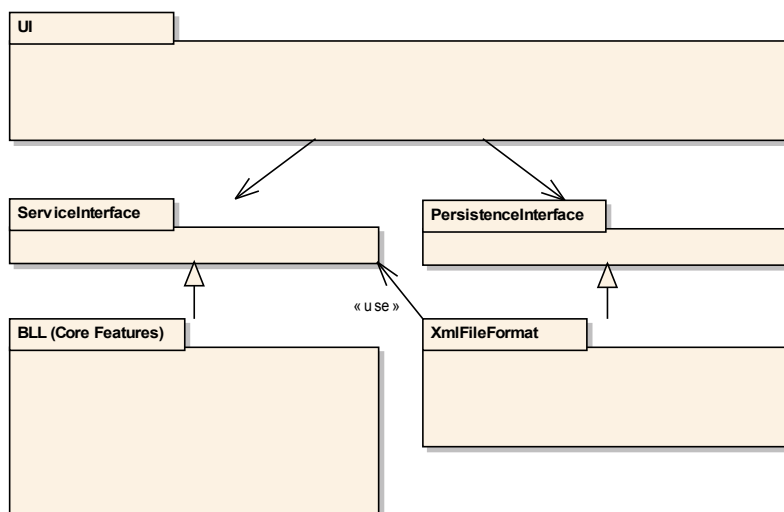 UI
ServiceInterface
PersistenceInterface
«use»
BLL (Core Features)
XmlFileFormat